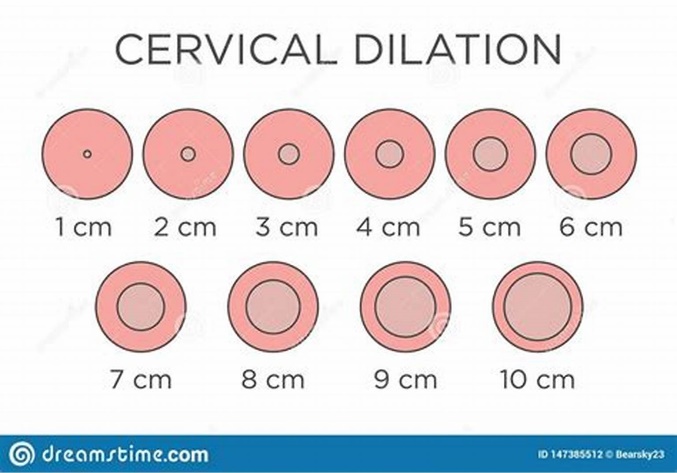 CERVICAL DILATION
1 cm 2 cm 3 cm 4 cm 5 cm 6 cm
7 cm 8 cm 9 cm 10 cm
dreamstime.com
ID 147385512 © Bearsky23